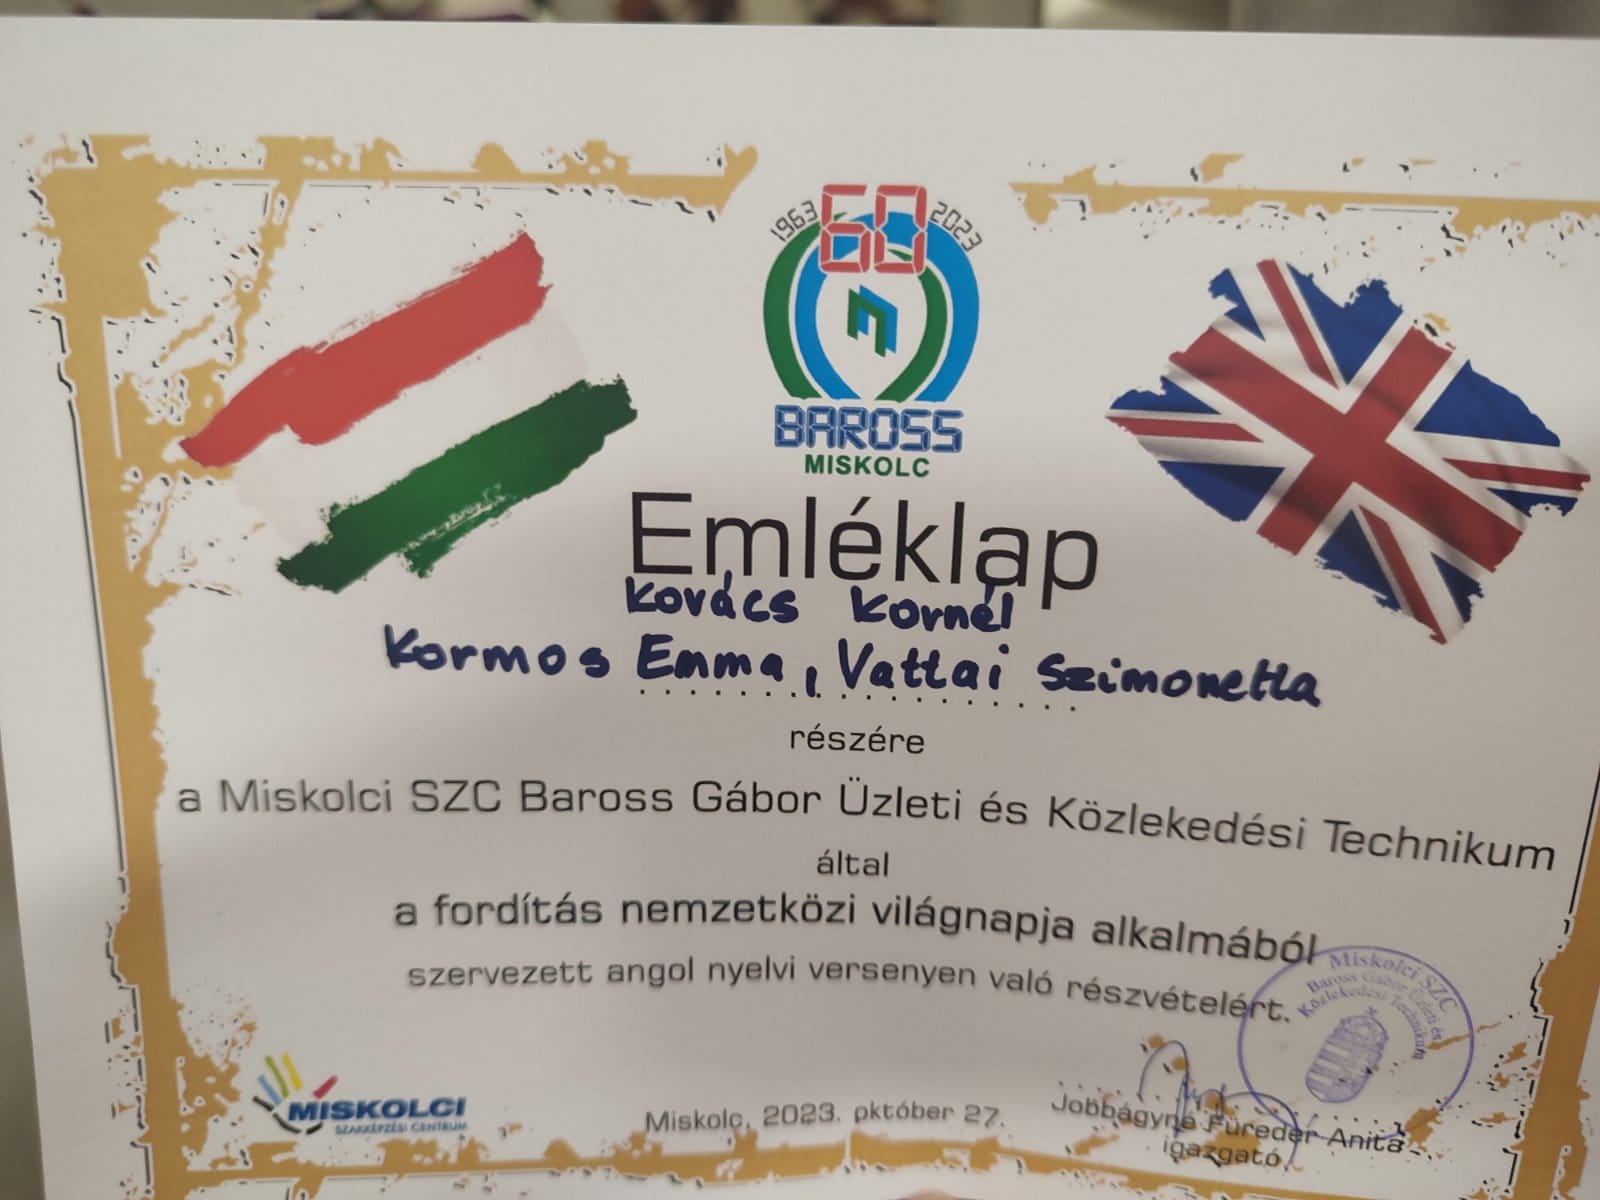 1963 60 2023
BAROSS
MISKOLC
Emléklap
Kovács Kornél
Kormos Emma, Vattai Szimonetta
részére
a Miskolci SZC Baross Gábor Üzleti és Közlekedési Technikum
által
a fordítás nemzetközi világnapja alkalmából
szervezett angol nyelvi versenyen való részvételért.
Miskolci SZC
Baross Gábor Üzleti és
Közlekedési Technikum
MISKOLCI
SZAKKÉPZÉSI CENTRUM
Miskolc, 2023. október 27.
Jobbágyné Füreder Anita
igazgató